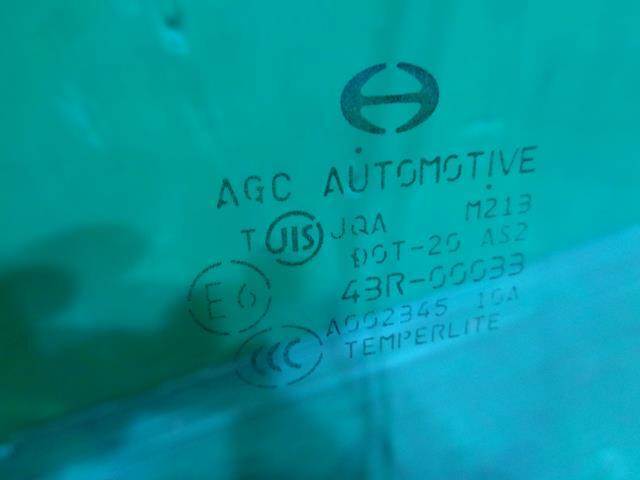 AGC AUTOMOTIVE
T JIS JQA M213
DOT-20 AS2
E6 43R-00033
A002345 10A
CCC TEMPERLITE